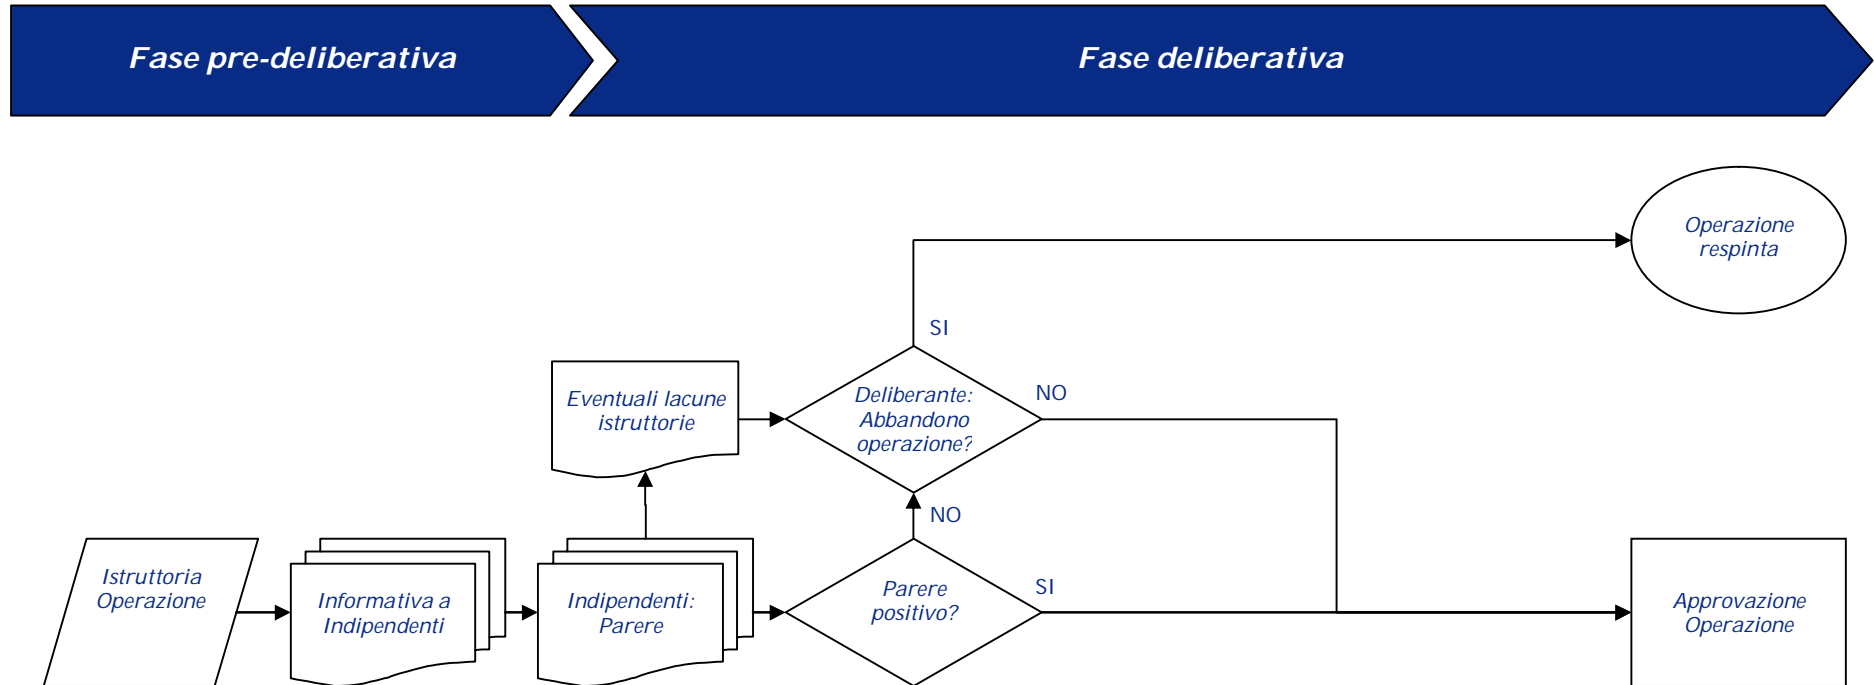 Fase pre-deliberativa
Fase deliberativa
Operazione
respinta
SI
Eventuali lacune
istruttorie
Deliberante:
Abbandono
operazione?
NO
NO
Istruttoria
Operazione
Informativa a
Indipendenti
Indipendenti:
Parere
Parere
positivo?
SI
Approvazione
Operazione